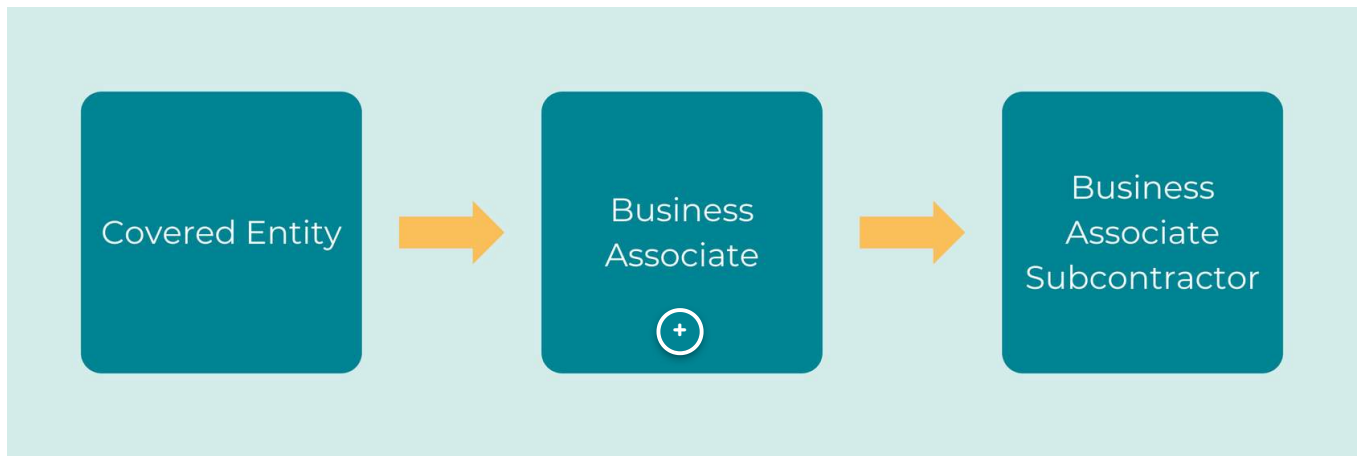 Covered Entity
Business
Associate
+
Business
Associate
Subcontractor